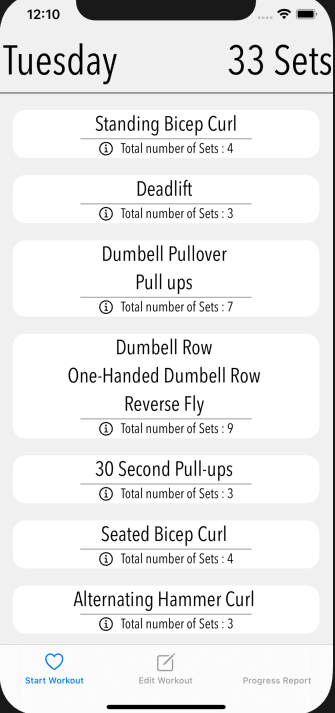 12:10
Tuesday 33 Sets
Standing Bicep Curl
Total number of Sets : 4
Deadlift
Total number of Sets : 3
Dumbell Pullover
Pull ups
Total number of Sets : 7
Dumbell Row
One-Handed Dumbell Row
Reverse Fly
Total number of Sets : 9
30 Second Pull-ups
Total number of Sets : 3
Seated Bicep Curl
Total number of Sets : 4
Alternating Hammer Curl
Total number of Sets : 3
Start Workout Edit Workout Progress Report